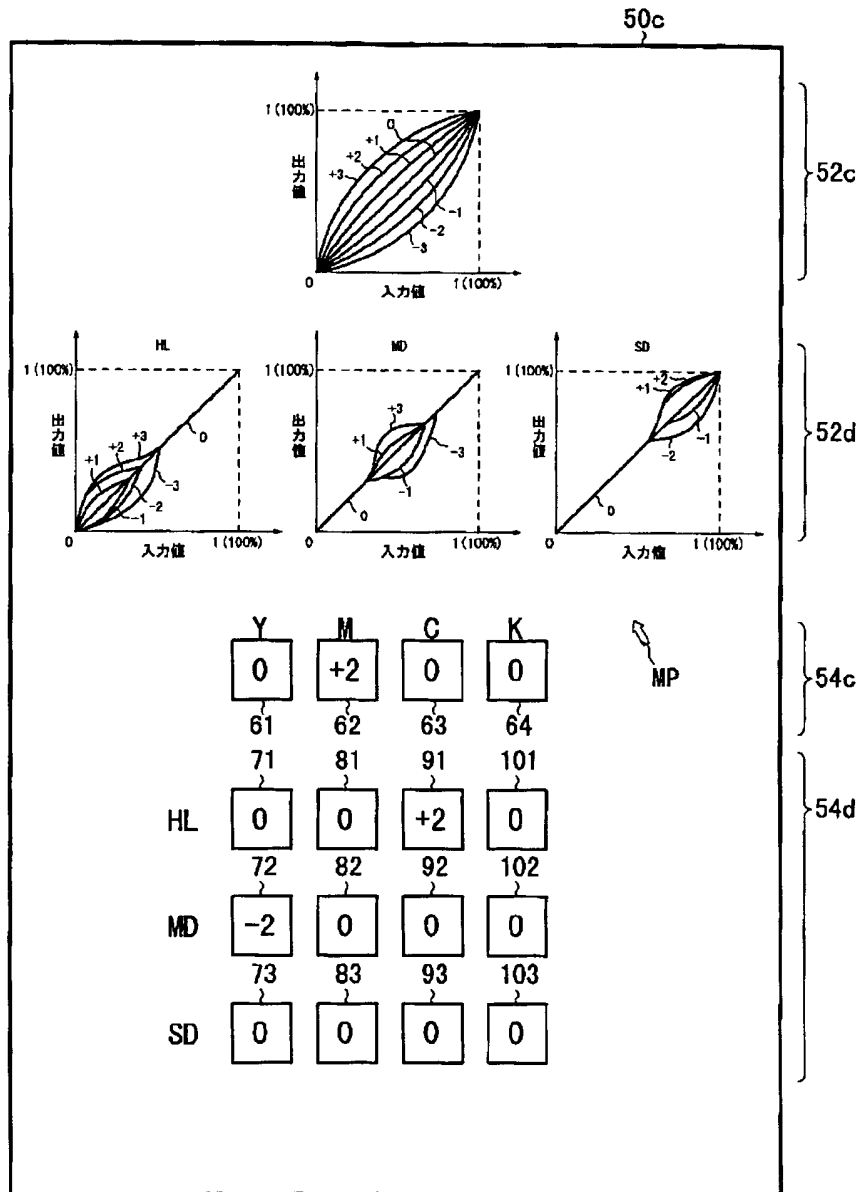 50c
1(100%)
0
+1
+2
+3
出力値
-1
-2
-3
0
入力値
1(100%)
52c
HL
1(100%)
出力値
+1
+2
+3
0
-3
-2
-1
0
入力値
1(100%)
MD
1(100%)
出力値
+3
+1
-3
-1
0
0
入力値
1(100%)
SD
1(100%)
出力値
+2
+1
-1
-2
0
0
入力値
1(100%)
52d
Y M C K
0 +2 0 0
61 62 63 64
MP
54c
71 81 91 101
HL 0 0 +2 0
72 82 92 102
MD -2 0 0 0
73 83 93 103
SD 0 0 0 0
54d